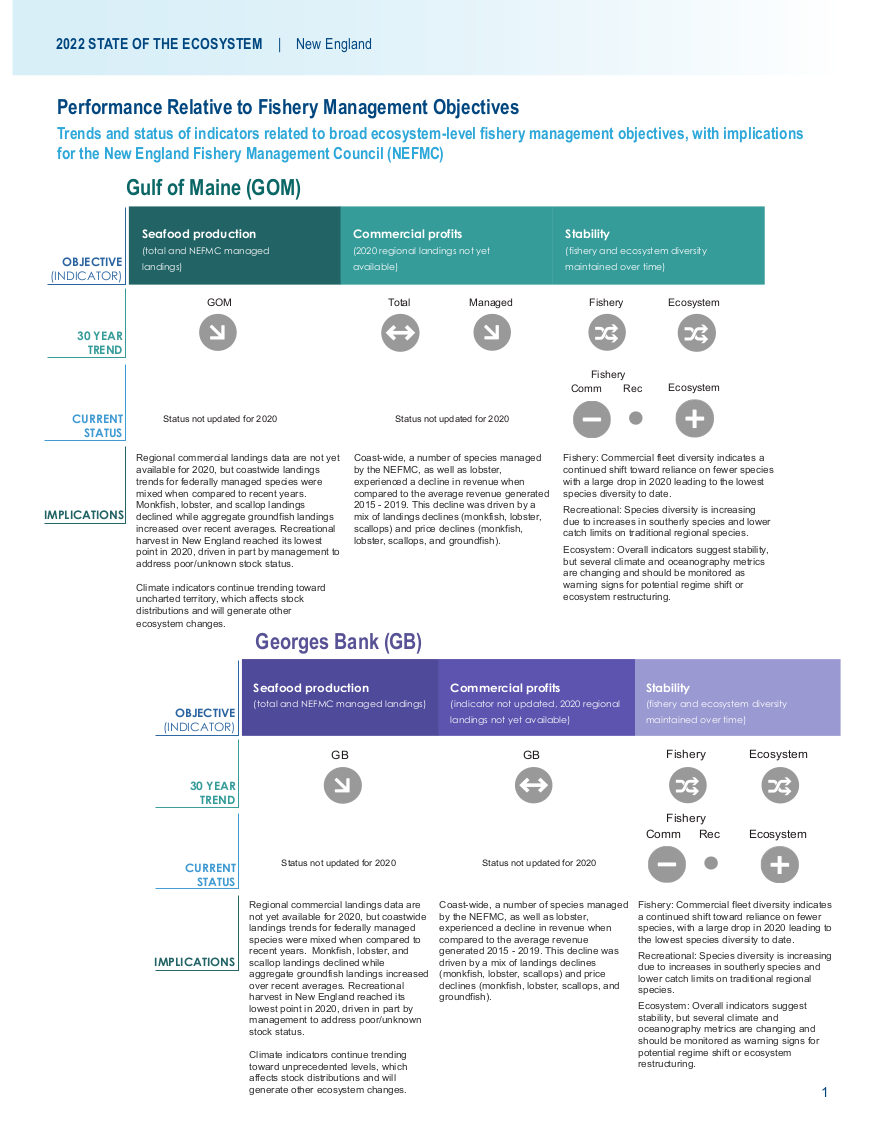 2022 STATE OF THE ECOSYSTEM | New England
Performance Relative to Fishery Management Objectives
Trends and status of indicators related to broad ecosystem-level fishery management objectives, with implications
for the New England Fishery Management Council (NEFMC)
Gulf of Maine (GOM)
OBJECTIVE
(INDICATOR)
Seafood production
(total and NEFMC managed
landings)
Commercial profits
(2020 regional landings not yet
available)
Stability
(fishery and ecosystem diversity
maintained over time)
30 YEAR
TREND
GOM
Total
Managed
Fishery
Ecosystem
CURRENT
STATUS
Status not updated for 2020
Status not updated for 2020
Fishery
Comm
Rec
Ecosystem
IMPLICATIONS
Regional commercial landings data are not yet
available for 2020, but coastwide landings
trends for federally managed species were
mixed when compared to recent years.
Monkfish, lobster, and scallop landings
declined while aggregate groundfish landings
increased over recent averages. Recreational
harvest in New England reached its lowest
point in 2020, driven in part by management to
address poor/unknown stock status.
Climate indicators continue trending toward
uncharted territory, which affects stock
distributions and will generate other
ecosystem changes.
Coast-wide, a number of species managed
by the NEFMC, as well as lobster,
experienced a decline in revenue when
compared to the average revenue generated
2015 - 2019. This decline was driven by a
mix of landings declines (monkfish, lobster,
scallops) and price declines (monkfish,
lobster, scallops, and groundfish).
Fishery: Commercial fleet diversity indicates a
continued shift toward reliance on fewer species
with a large drop in 2020 leading to the lowest
species diversity to date.
Recreational: Species diversity is increasing
due to increases in southerly species and lower
catch limits on traditional regional species.
Ecosystem: Overall indicators suggest stability,
but several climate and oceanography metrics
are changing and should be monitored as
warning signs for potential regime shift or
ecosystem restructuring.
Georges Bank (GB)
OBJECTIVE
(INDICATOR)
Seafood production
(total and NEFMC managed landings)
Commercial profits
(indicator not updated, 2020 regional
landings not yet available)
Stability
(fishery and ecosystem diversity
maintained over time)
30 YEAR
TREND
GB
GB
Fishery
Ecosystem
CURRENT
STATUS
Status not updated for 2020
Status not updated for 2020
Fishery
Comm
Rec
Ecosystem
IMPLICATIONS
Regional commercial landings data are
not yet available for 2020, but coastwide
landings trends for federally managed
species were mixed when compared to
recent years. Monkfish, lobster, and
scallop landings declined while
aggregate groundfish landings increased
over recent averages. Recreational
harvest in New England reached its
lowest point in 2020, driven in part by
management to address poor/unknown
stock status.
Climate indicators continue trending
toward unprecedented levels, which
affects stock distributions and will
generate other ecosystem changes.
Coast-wide, a number of species managed
by the NEFMC, as well as lobster,
experienced a decline in revenue when
compared to the average revenue
generated 2015 - 2019. This decline was
driven by a mix of landings declines
(monkfish, lobster, scallops) and price
declines (monkfish, lobster, scallops, and
groundfish).
Fishery: Commercial fleet diversity indicates
a continued shift toward reliance on fewer
species, with a large drop in 2020 leading to
the lowest species diversity to date.
Recreational: Species diversity is increasing
due to increases in southerly species and
lower catch limits on traditional regional
species.
Ecosystem: Overall indicators suggest
stability, but several climate and
oceanography metrics are changing and
should be monitored as warning signs for
potential regime shift or ecosystem
restructuring.
1